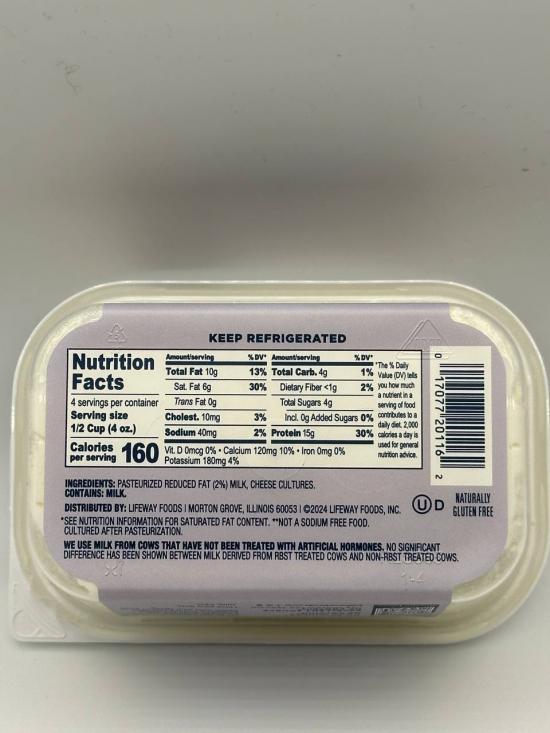 KEEP REFRIGERATED
Nutrition
Facts
4 servings per container
Serving size
1/2 Cup (4 oz.)
Calories
per serving 160
Amount/serving % DV*
Total Fat 10g 13%
Sat. Fat 6g 30%
Trans Fat 0g
Cholest. 10mg 3%
Sodium 40mg 2%
Amount/serving % DV*
Total Carb. 4g 1%
Dietary Fiber <1g 2%
Total Sugars 4g
Incl. 0g Added Sugars 0%
Protein 15g 30%
Vit. D 0mcg 0% • Calcium 120mg 10% • Iron 0mg 0%
Potassium 180mg 4%
*The % Daily
Value (DV) tells
you how much
a nutrient in a
serving of food
contributes to a
daily diet. 2,000
calories a day is
used for general
nutrition advice.
0 17077 20116 2
INGREDIENTS: PASTEURIZED REDUCED FAT (2%) MILK, CHEESE CULTURES.
CONTAINS: MILK.
DISTRIBUTED BY: LIFEWAY FOODS | MORTON GROVE, ILLINOIS 60053 | ©2024 LIFEWAY FOODS, INC.
U D
NATURALLY
GLUTEN FREE
*SEE NUTRITION INFORMATION FOR SATURATED FAT CONTENT. **NOT A SODIUM FREE FOOD.
CULTURED AFTER PASTEURIZATION.
WE USE MILK FROM COWS THAT HAVE NOT BEEN TREATED WITH ARTIFICIAL HORMONES. NO SIGNIFICANT
DIFFERENCE HAS BEEN SHOWN BETWEEN MILK DERIVED FROM RBST TREATED COWS AND NON-RBST TREATED COWS.